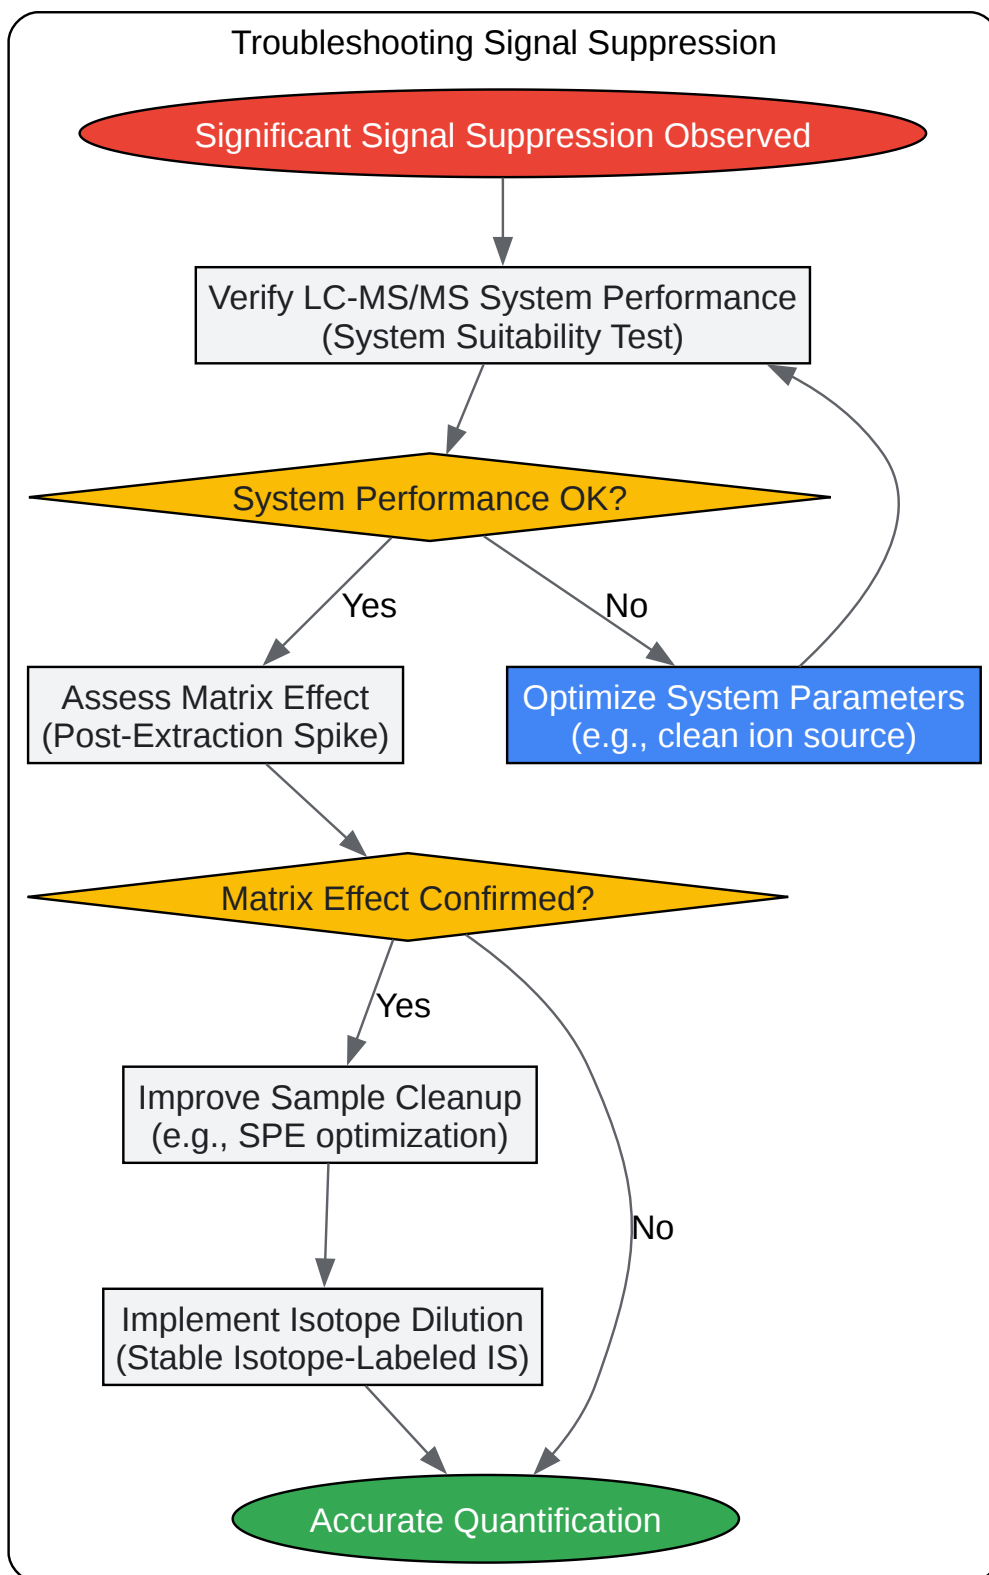 Troubleshooting Signal Suppression
Significant Signal Suppression Observed
Verify LC-MS/MS System Performance
(System Suitability Test)
System Performance OK?
Yes
No
Assess Matrix Effect
(Post-Extraction Spike)
Optimize System Parameters
(e.g., clean ion source)
Matrix Effect Confirmed?
Yes
Improve Sample Cleanup
(e.g., SPE optimization)
No
Implement Isotope Dilution
(Stable Isotope-Labeled IS)
Accurate Quantification